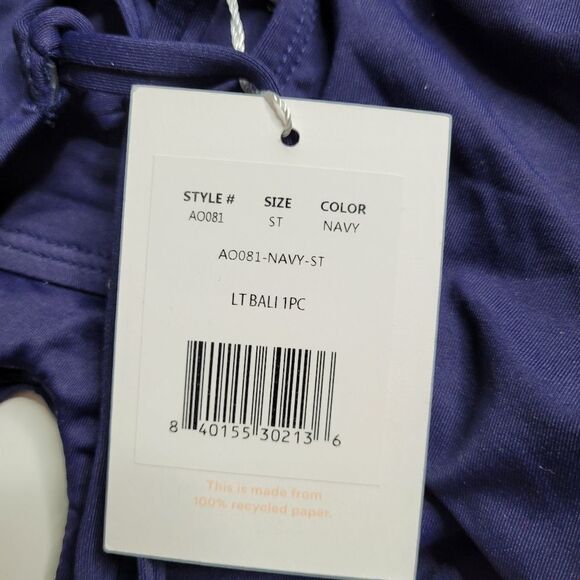 STYLE # SIZE COLOR
AO081 ST NAVY
AO081-NAVY-ST
LT BALI 1PC
8 40155 30213 6
This is made from
100% recycled paper.